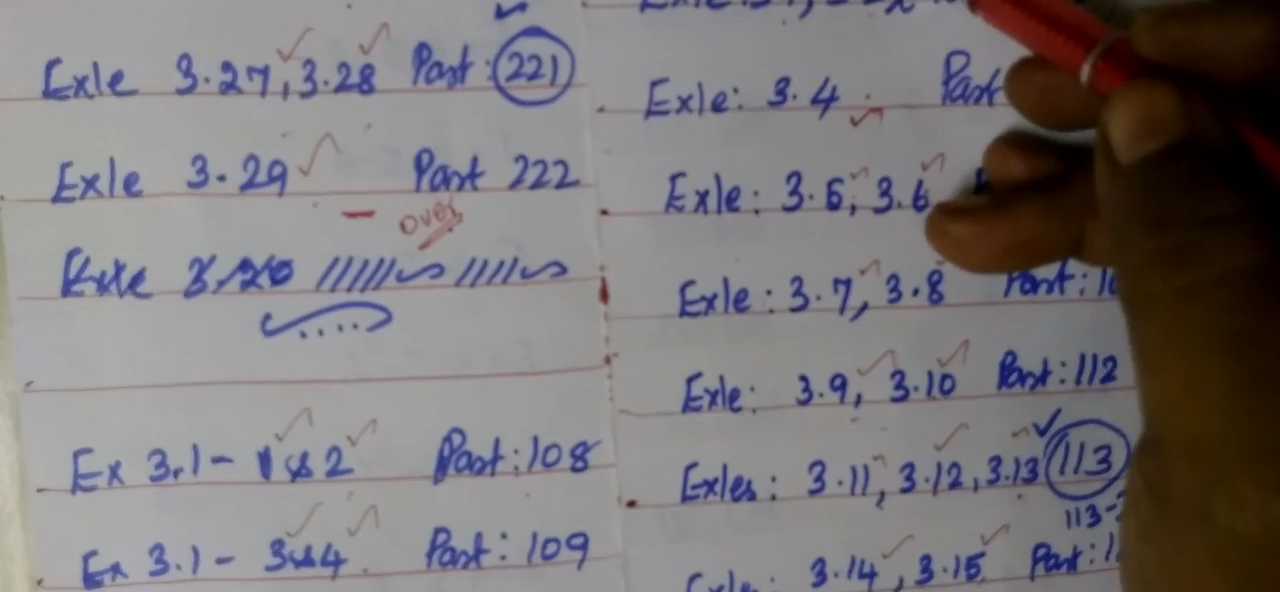 Exle 3.27, 3.28 Part: 221
Exle 3.29 Part 222
- over
Ex 3.1 - 1 & 2 Part: 108
Ex 3.1 - 3 & 4 Part: 109
Exle: 3.4 Part
Exle: 3.5, 3.6
Exle: 3.7, 3.8 Part:
Exle: 3.9, 3.10 Part: 112
Exles: 3.11, 3.12, 3.13 113
113-
Exle: 3.14, 3.15 Part: